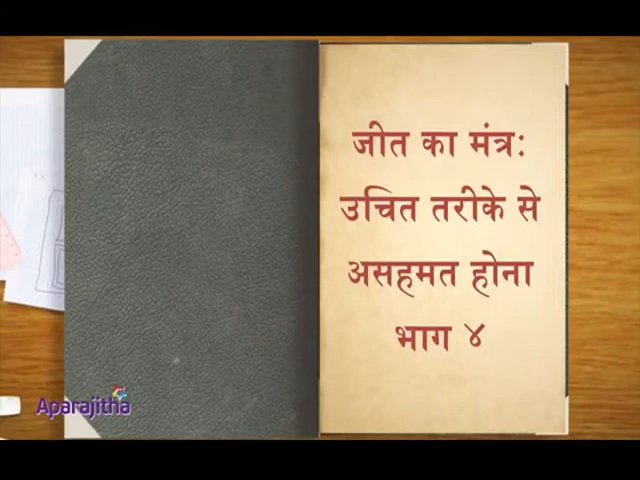 जीत का मंत्र:
उचित तरीके से
असहमत होना
भाग ४
Aparajitha